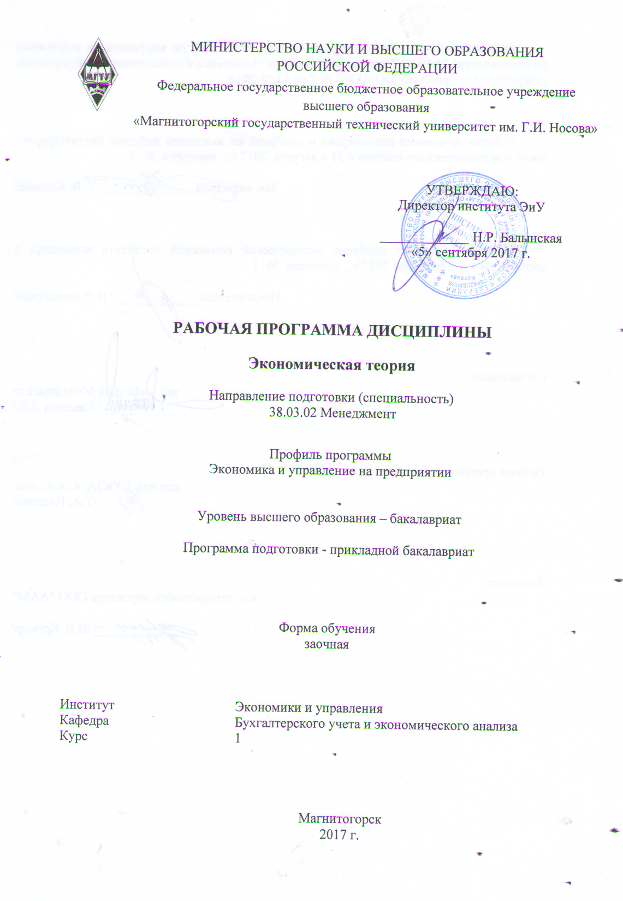 МГТУ
МИНИСТЕРСТВО НАУКИ И ВЫСШЕГО ОБРАЗОВАНИЯ
РОССИЙСКОЙ ФЕДЕРАЦИИ
Федеральное государственное бюджетное образовательное учреждение
высшего образования
«Магнитогорский государственный технический университет им. Г.И. Носова»
УТВЕРЖДАЮ:
Директор института ЭиУ
Н.Р. Балынская
«5» сентября 2017 г.
РАБОЧАЯ ПРОГРАММА ДИСЦИПЛИНЫ
Экономическая теория
Направление подготовки (специальность)
38.03.02 Менеджмент
Профиль программы
Экономика и управление на предприятии
Уровень высшего образования – бакалавриат
Программа подготовки - прикладной бакалавриат
Форма обучения
заочная
Институт Экономики и управления
Кафедра Бухгалтерского учета и экономического анализа
Курс 1
Магнитогорск
2017 г.